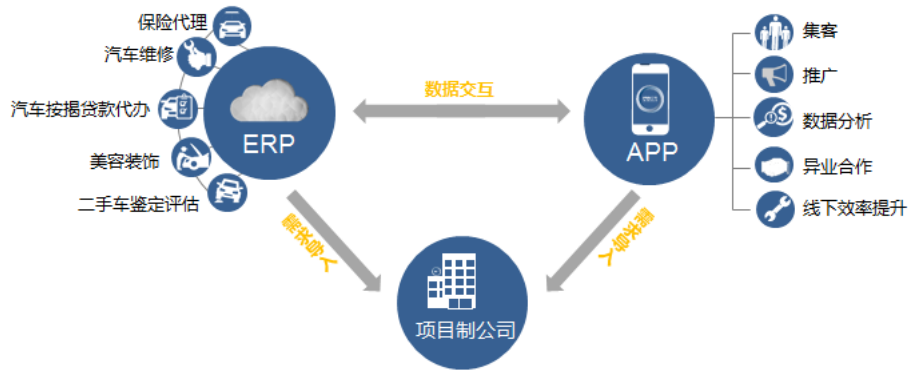 保险代理
汽车维修
汽车按揭贷款代办
美容装饰
二手车鉴定评估
ERP
数据交互
APP
集客
推广
数据分析
异业合作
线下效率提升
需求导入
需求导入
项目制公司